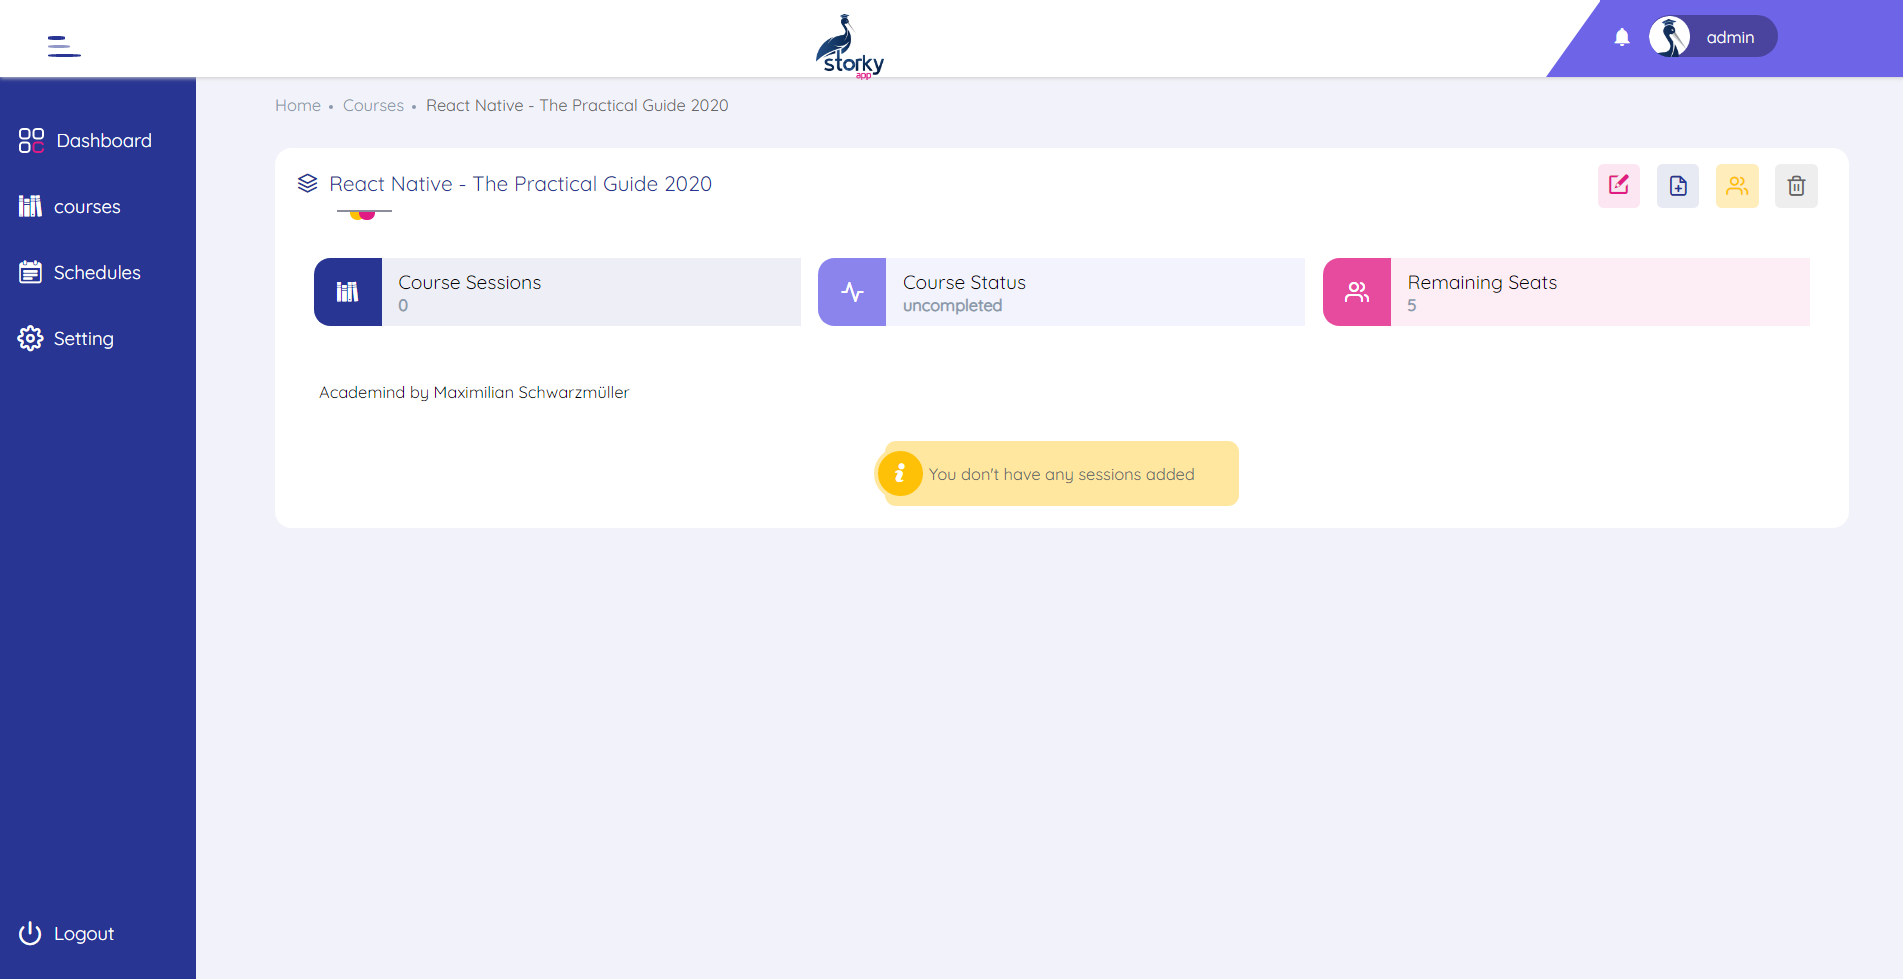 storky
app
admin
Home • Courses • React Native - The Practical Guide 2020
Dashboard
courses
Schedules
Setting
Logout
React Native - The Practical Guide 2020
Course Sessions
0
Course Status
uncompleted
Remaining Seats
5
Academind by Maximilian Schwarzmüller
You don't have any sessions added